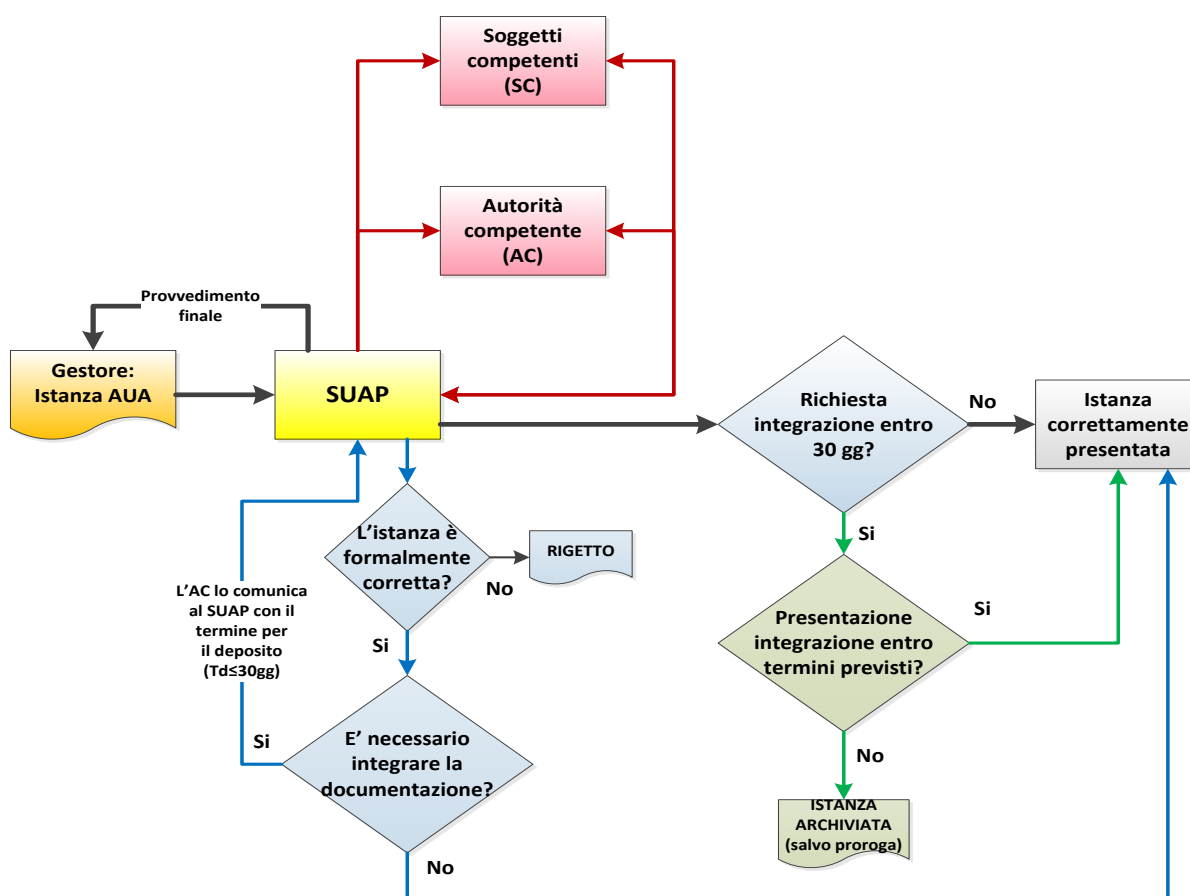 Soggetti
competenti
(SC)
Autorità
competente
(AC)
Provvedimento
finale
Gestore:
Istanza AUA
SUAP
Richiesta
integrazione entro
30 gg?
No
Istanza
correttamente
presentata
Si
L’istanza è
formalmente
corretta?
No
RIGETTO
L’AC lo comunica
al SUAP con il
termine per
il deposito
(Td≤30gg)
Si
Presentazione
integrazione entro
termini previsti?
Si
E’ necessario
integrare la
documentazione?
Si
No
No
ISTANZA
ARCHIVIATA
(salvo proroga)